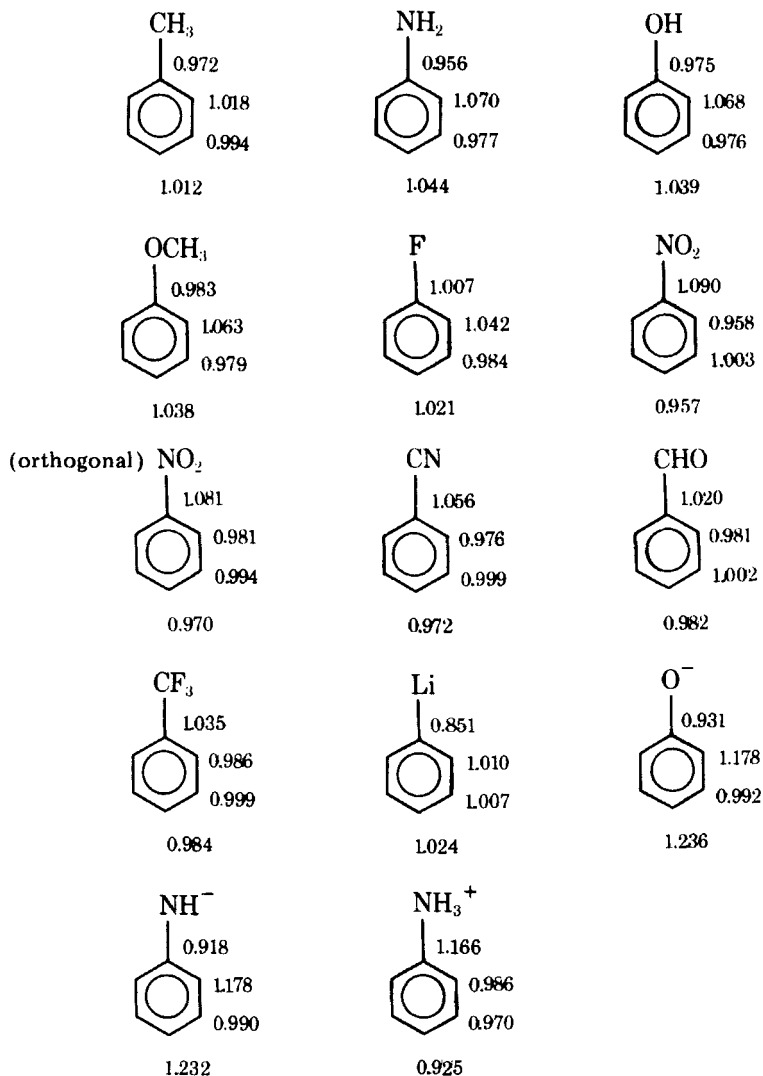 CH₃ NH₂ OH
0.972 0.956 0.975
1.018 1.070 1.068
0.994 0.977 0.976
1.012 1.044 1.039
OCH₃ F NO₂
0.983 1.007 1.090
1.063 1.042 0.958
0.979 0.984 1.003
1.038 1.021 0.957
(orthogonal) NO₂ CN CHO
1.081 1.056 1.020
0.981 0.976 0.981
0.994 0.999 1.002
0.970 0.972 0.982
CF₃ Li O⁻
1.035 0.851 0.931
0.986 1.010 1.178
0.999 1.007 0.992
0.984 1.024 1.236
NH⁻ NH₃⁺
0.918 1.166
1.178 0.986
0.990 0.970
1.232 0.925